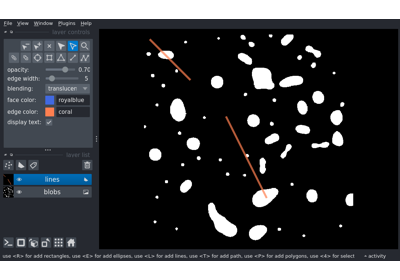 File View Window Plugins Help
layer controls
opacity: 0.70
edge width: 5
blending: translucen
face color: royalblue
edge color: coral
display text:
layer list
lines
blobs
use <R> for add rectangles, use <E> for add ellipses, use <L> for add lines, use <T> for add path, use <P> for add polygons, use <4> for select
activity